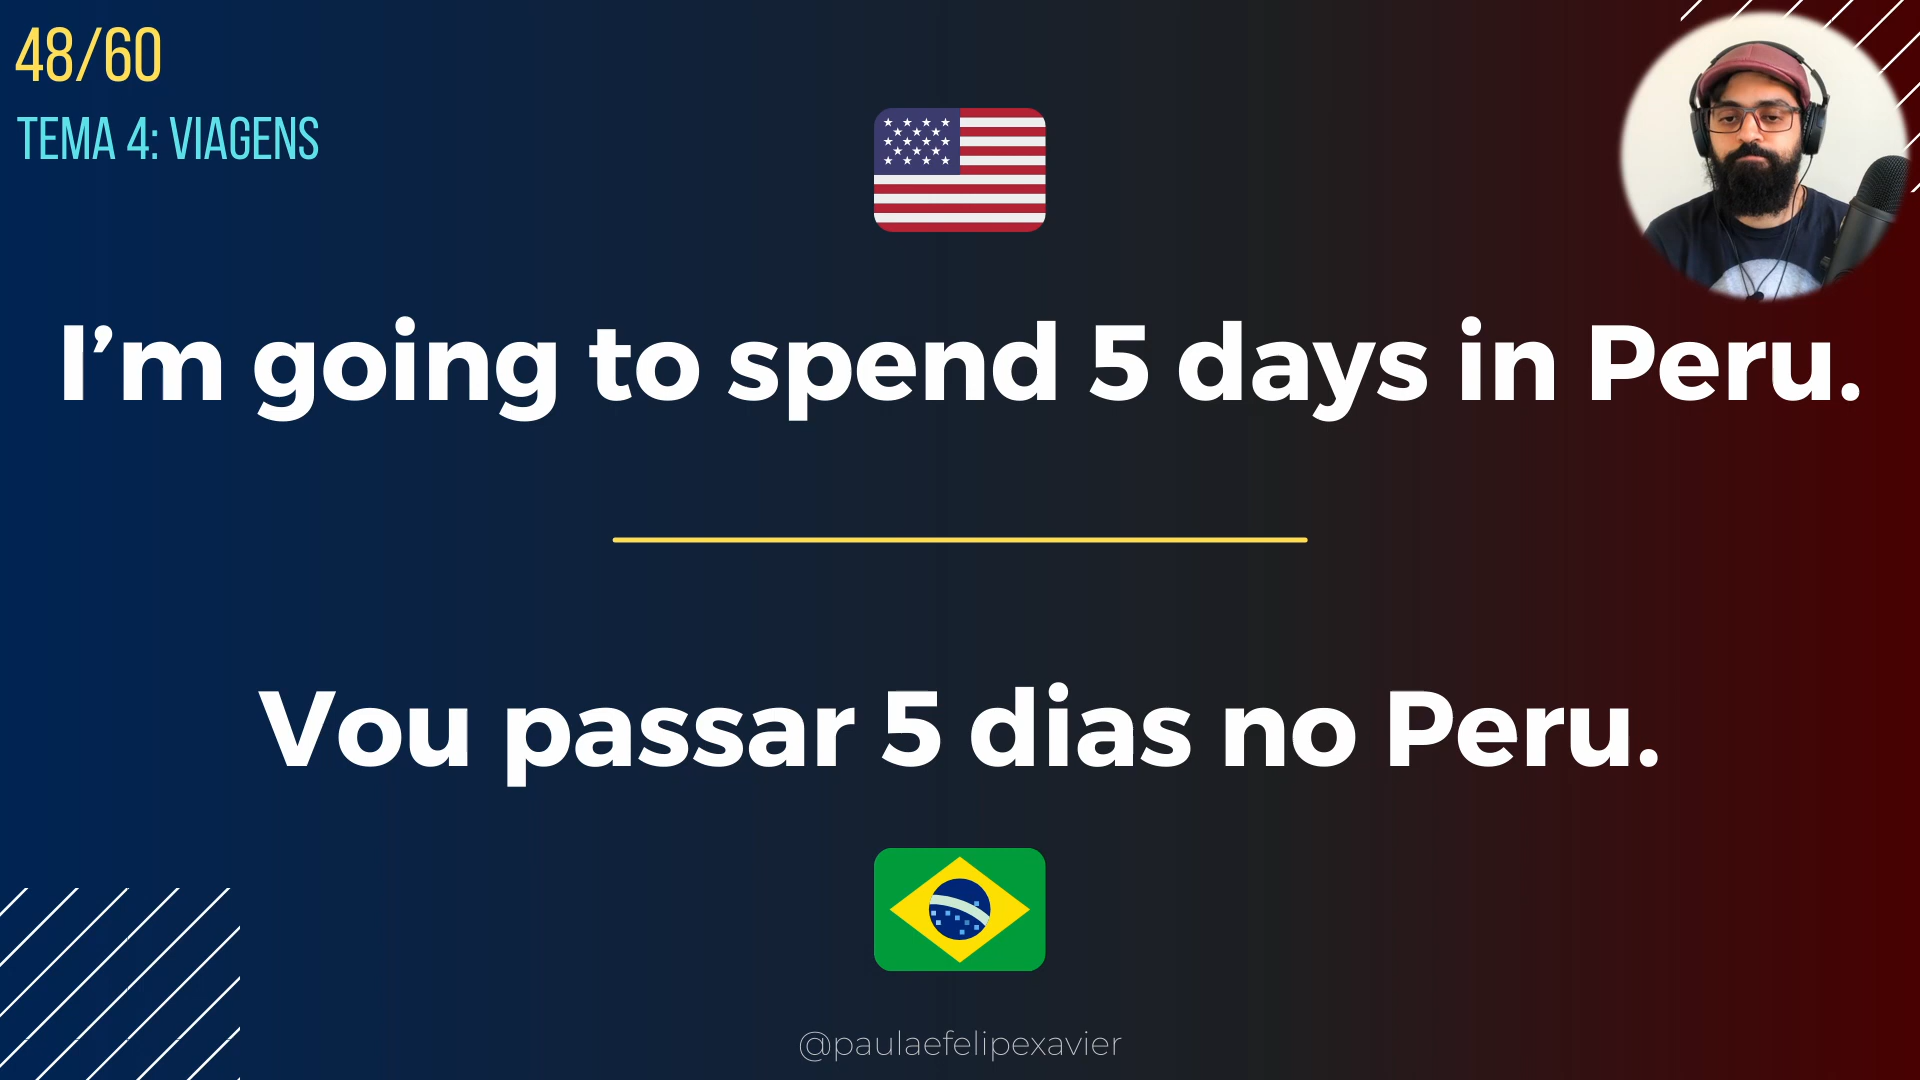 48/60
TEMA 4: VIAGENS
I’m going to spend 5 days in Peru.
Vou passar 5 dias no Peru.
@paulaefelipexavier